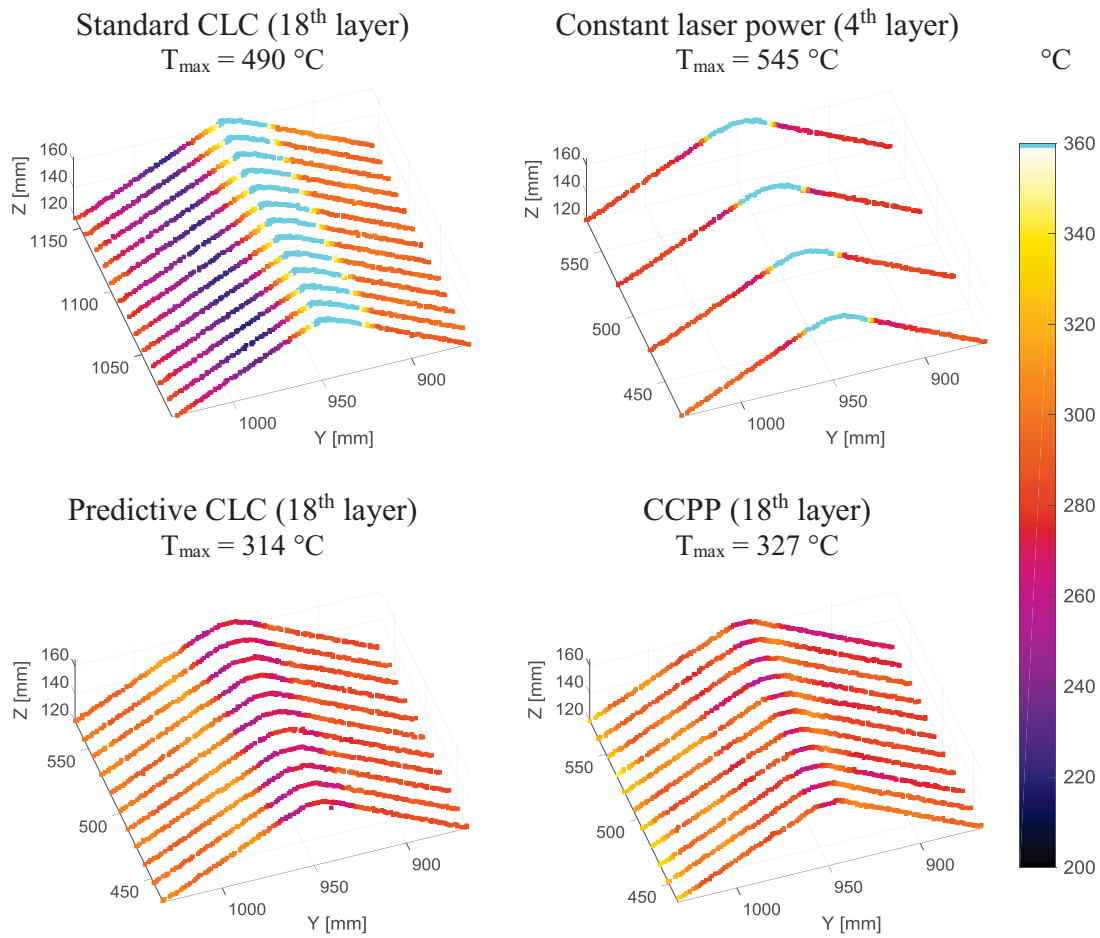 Standard CLC (18th layer)
Tmax = 490 °C
Constant laser power (4th layer)
Tmax = 545 °C
°C
160
140
120
Z [mm]
1150
1100
1050
1000
950
900
Y [mm]
160
140
120
Z [mm]
550
500
450
1000
950
900
Y [mm]
360
340
320
300
280
260
240
220
200
Predictive CLC (18th layer)
Tmax = 314 °C
CCPP (18th layer)
Tmax = 327 °C
160
140
120
Z [mm]
550
500
450
1000
950
900
Y [mm]
160
140
120
Z [mm]
550
500
450
1000
950
900
Y [mm]